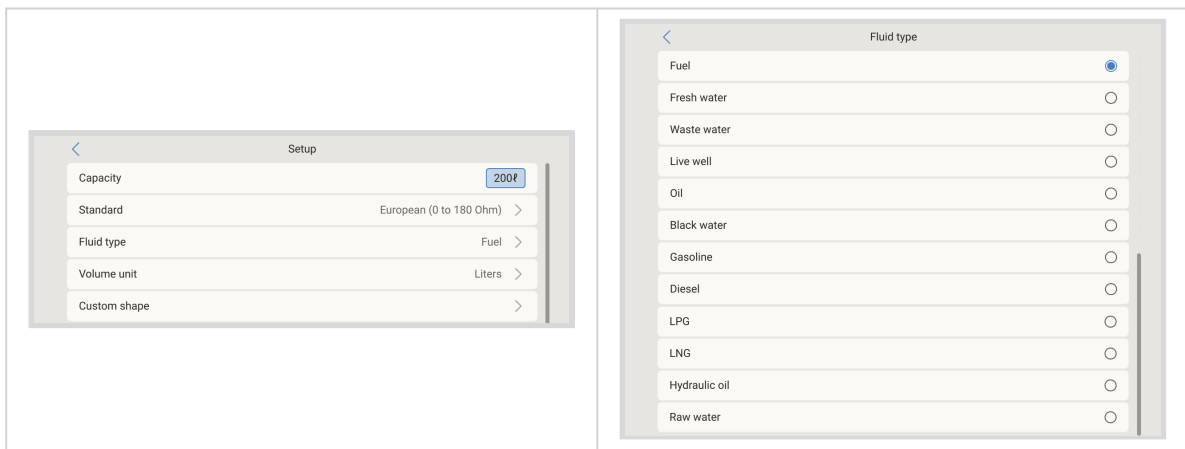 Setup
Capacity 200ℓ
Standard European (0 to 180 Ohm)
Fluid type Fuel
Volume unit Liters
Custom shape
Fluid type
Fuel
Fresh water
Waste water
Live well
Oil
Black water
Gasoline
Diesel
LPG
LNG
Hydraulic oil
Raw water